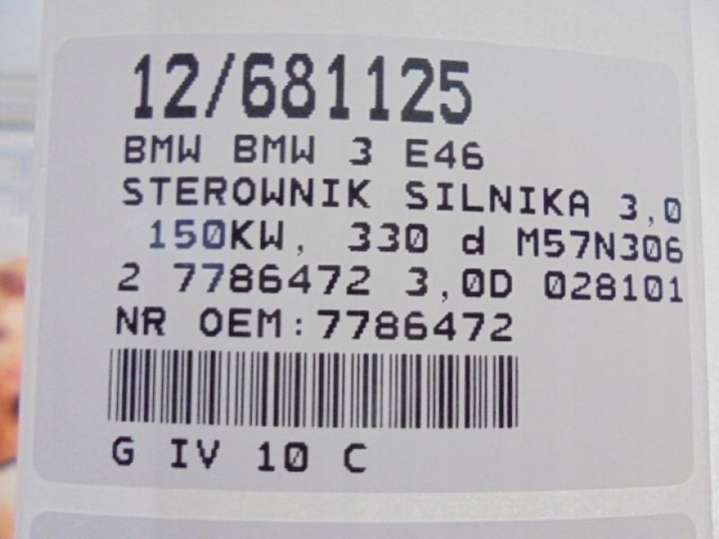 12/681125
BMW BMW 3 E46
STEROWNIK SILNIKA 3,0
150KW, 330 d M57N306
2 7786472 3,0D 028101
NR OEM:7786472
G IV 10 C